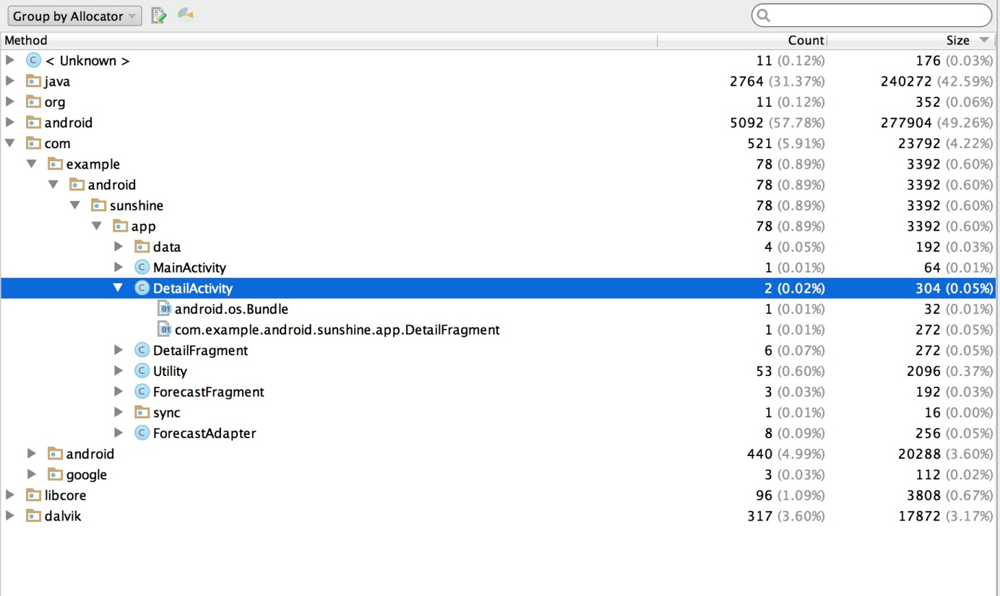 Group by Allocator
Method Count Size
< Unknown > 11 (0.12%) 176 (0.03%)
java 2764 (31.37%) 240272 (42.59%)
org 11 (0.12%) 352 (0.06%)
android 5092 (57.78%) 277904 (49.26%)
com 521 (5.91%) 23792 (4.22%)
example 78 (0.89%) 3392 (0.60%)
android 78 (0.89%) 3392 (0.60%)
sunshine 78 (0.89%) 3392 (0.60%)
app 78 (0.89%) 3392 (0.60%)
data 4 (0.05%) 192 (0.03%)
C MainActivity 1 (0.01%) 64 (0.01%)
C DetailActivity 2 (0.02%) 304 (0.05%)
01 android.os.Bundle 1 (0.01%) 32 (0.01%)
01 com.example.android.sunshine.app.DetailFragment 1 (0.01%) 272 (0.05%)
C DetailFragment 6 (0.07%) 272 (0.05%)
C Utility 53 (0.60%) 2096 (0.37%)
C ForecastFragment 3 (0.03%) 192 (0.03%)
sync 1 (0.01%) 16 (0.00%)
C ForecastAdapter 8 (0.09%) 256 (0.05%)
android 440 (4.99%) 20288 (3.60%)
google 3 (0.03%) 112 (0.02%)
libcore 96 (1.09%) 3808 (0.67%)
dalvik 317 (3.60%) 17872 (3.17%)